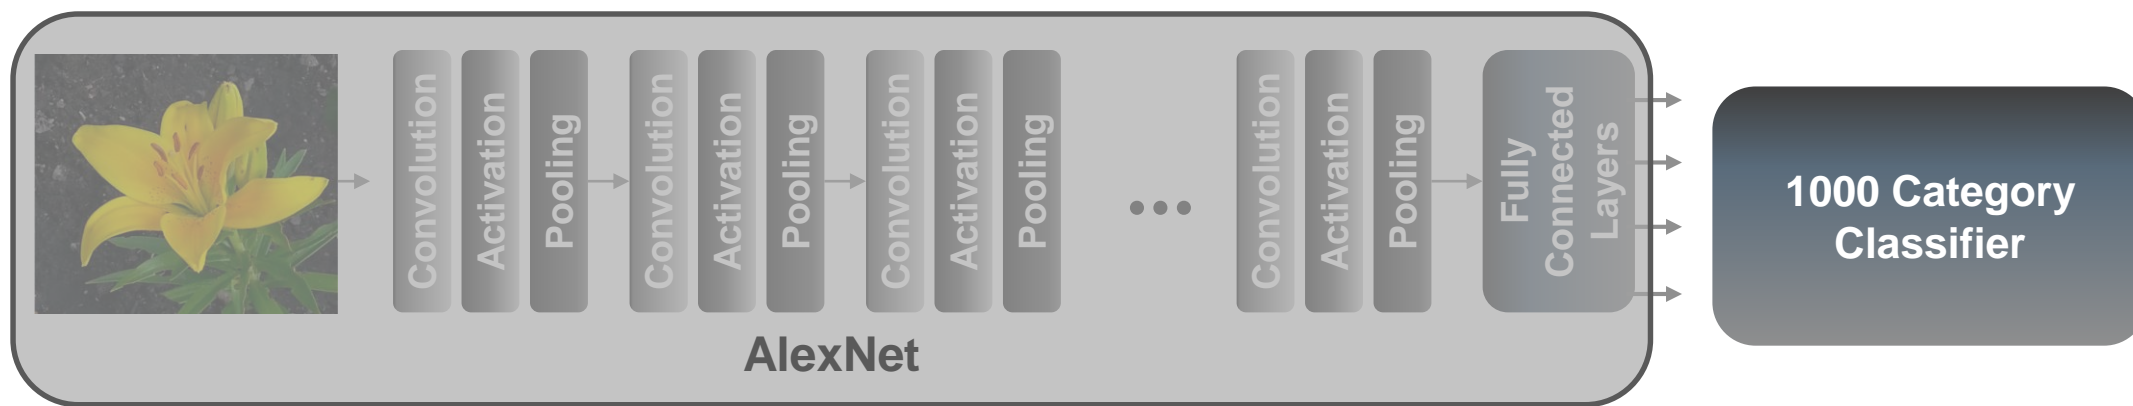 Convolution
Activation
Pooling
Convolution
Activation
Pooling
Convolution
Activation
Pooling
...
Convolution
Activation
Pooling
Fully
Connected
Layers
1000 Category
Classifier
AlexNet